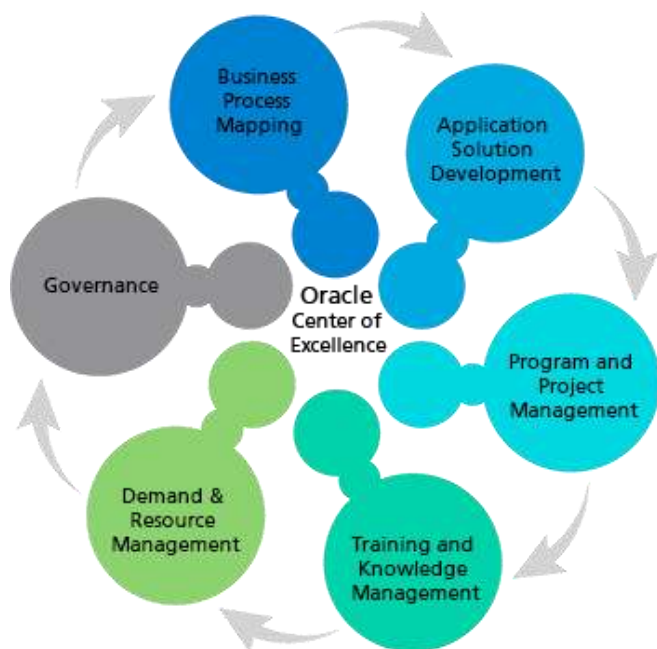 Business
Process
Mapping
Application
Solution
Development
Program and
Project
Management
Training and
Knowledge
Management
Demand &
Resource
Management
Governance
Oracle
Center of
Excellence